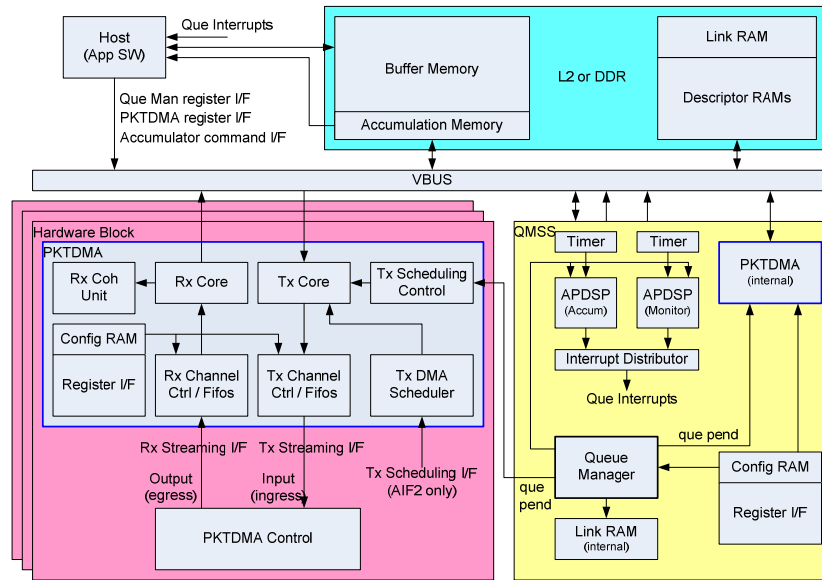 Host
(App SW)
Que Interrupts
Que Man register I/F
PKTDMA register I/F
Accumulator command I/F
Buffer Memory
Accumulation Memory
L2 or DDR
Link RAM
Descriptor RAMs
VBUS
Hardware Block
PKTDMA
Rx Coh
Unit
Rx Core
Tx Core
Tx Scheduling
Control
Config RAM
Register I/F
Rx Channel
Ctrl / Fifos
Tx Channel
Ctrl / Fifos
Tx DMA
Scheduler
Rx Streaming I/F
Tx Streaming I/F
Output
(egress)
Input
(ingress)
Tx Scheduling I/F
(AIF2 only)
PKTDMA Control
QMSS
Timer
Timer
APDSP
(Accum)
APDSP
(Monitor)
PKTDMA
(internal)
Interrupt Distributor
Que Interrupts
que pend
Queue
Manager
que
pend
Link RAM
(internal)
Config RAM
Register I/F